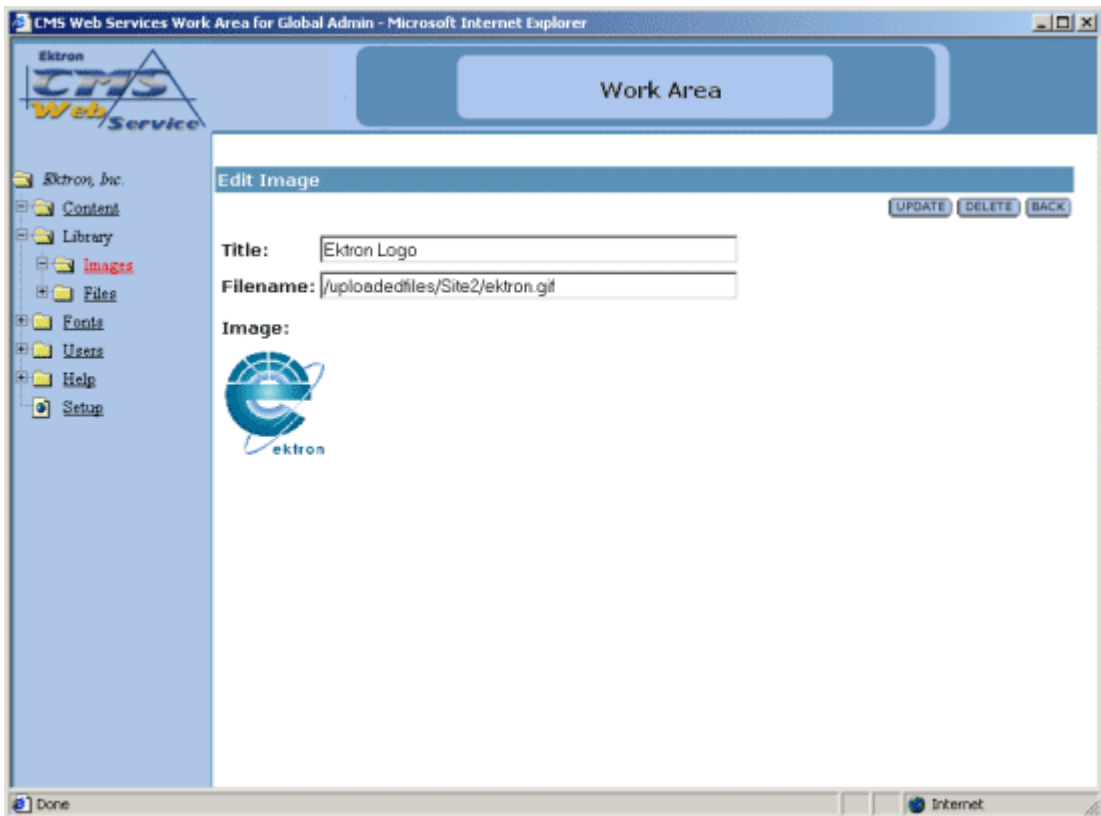 CMS Web Services Work Area for Global Admin - Microsoft Internet Explorer
Ektron
CMS
Web
Service
Work Area
Ektron, Inc.
Content
Library
Images
Files
Fonts
Users
Help
Setup
Edit Image
UPDATE DELETE BACK
Title: Ektron Logo
Filename: /uploadedfiles/Site2/ektron.gif
Image:
ektron
Done
Internet